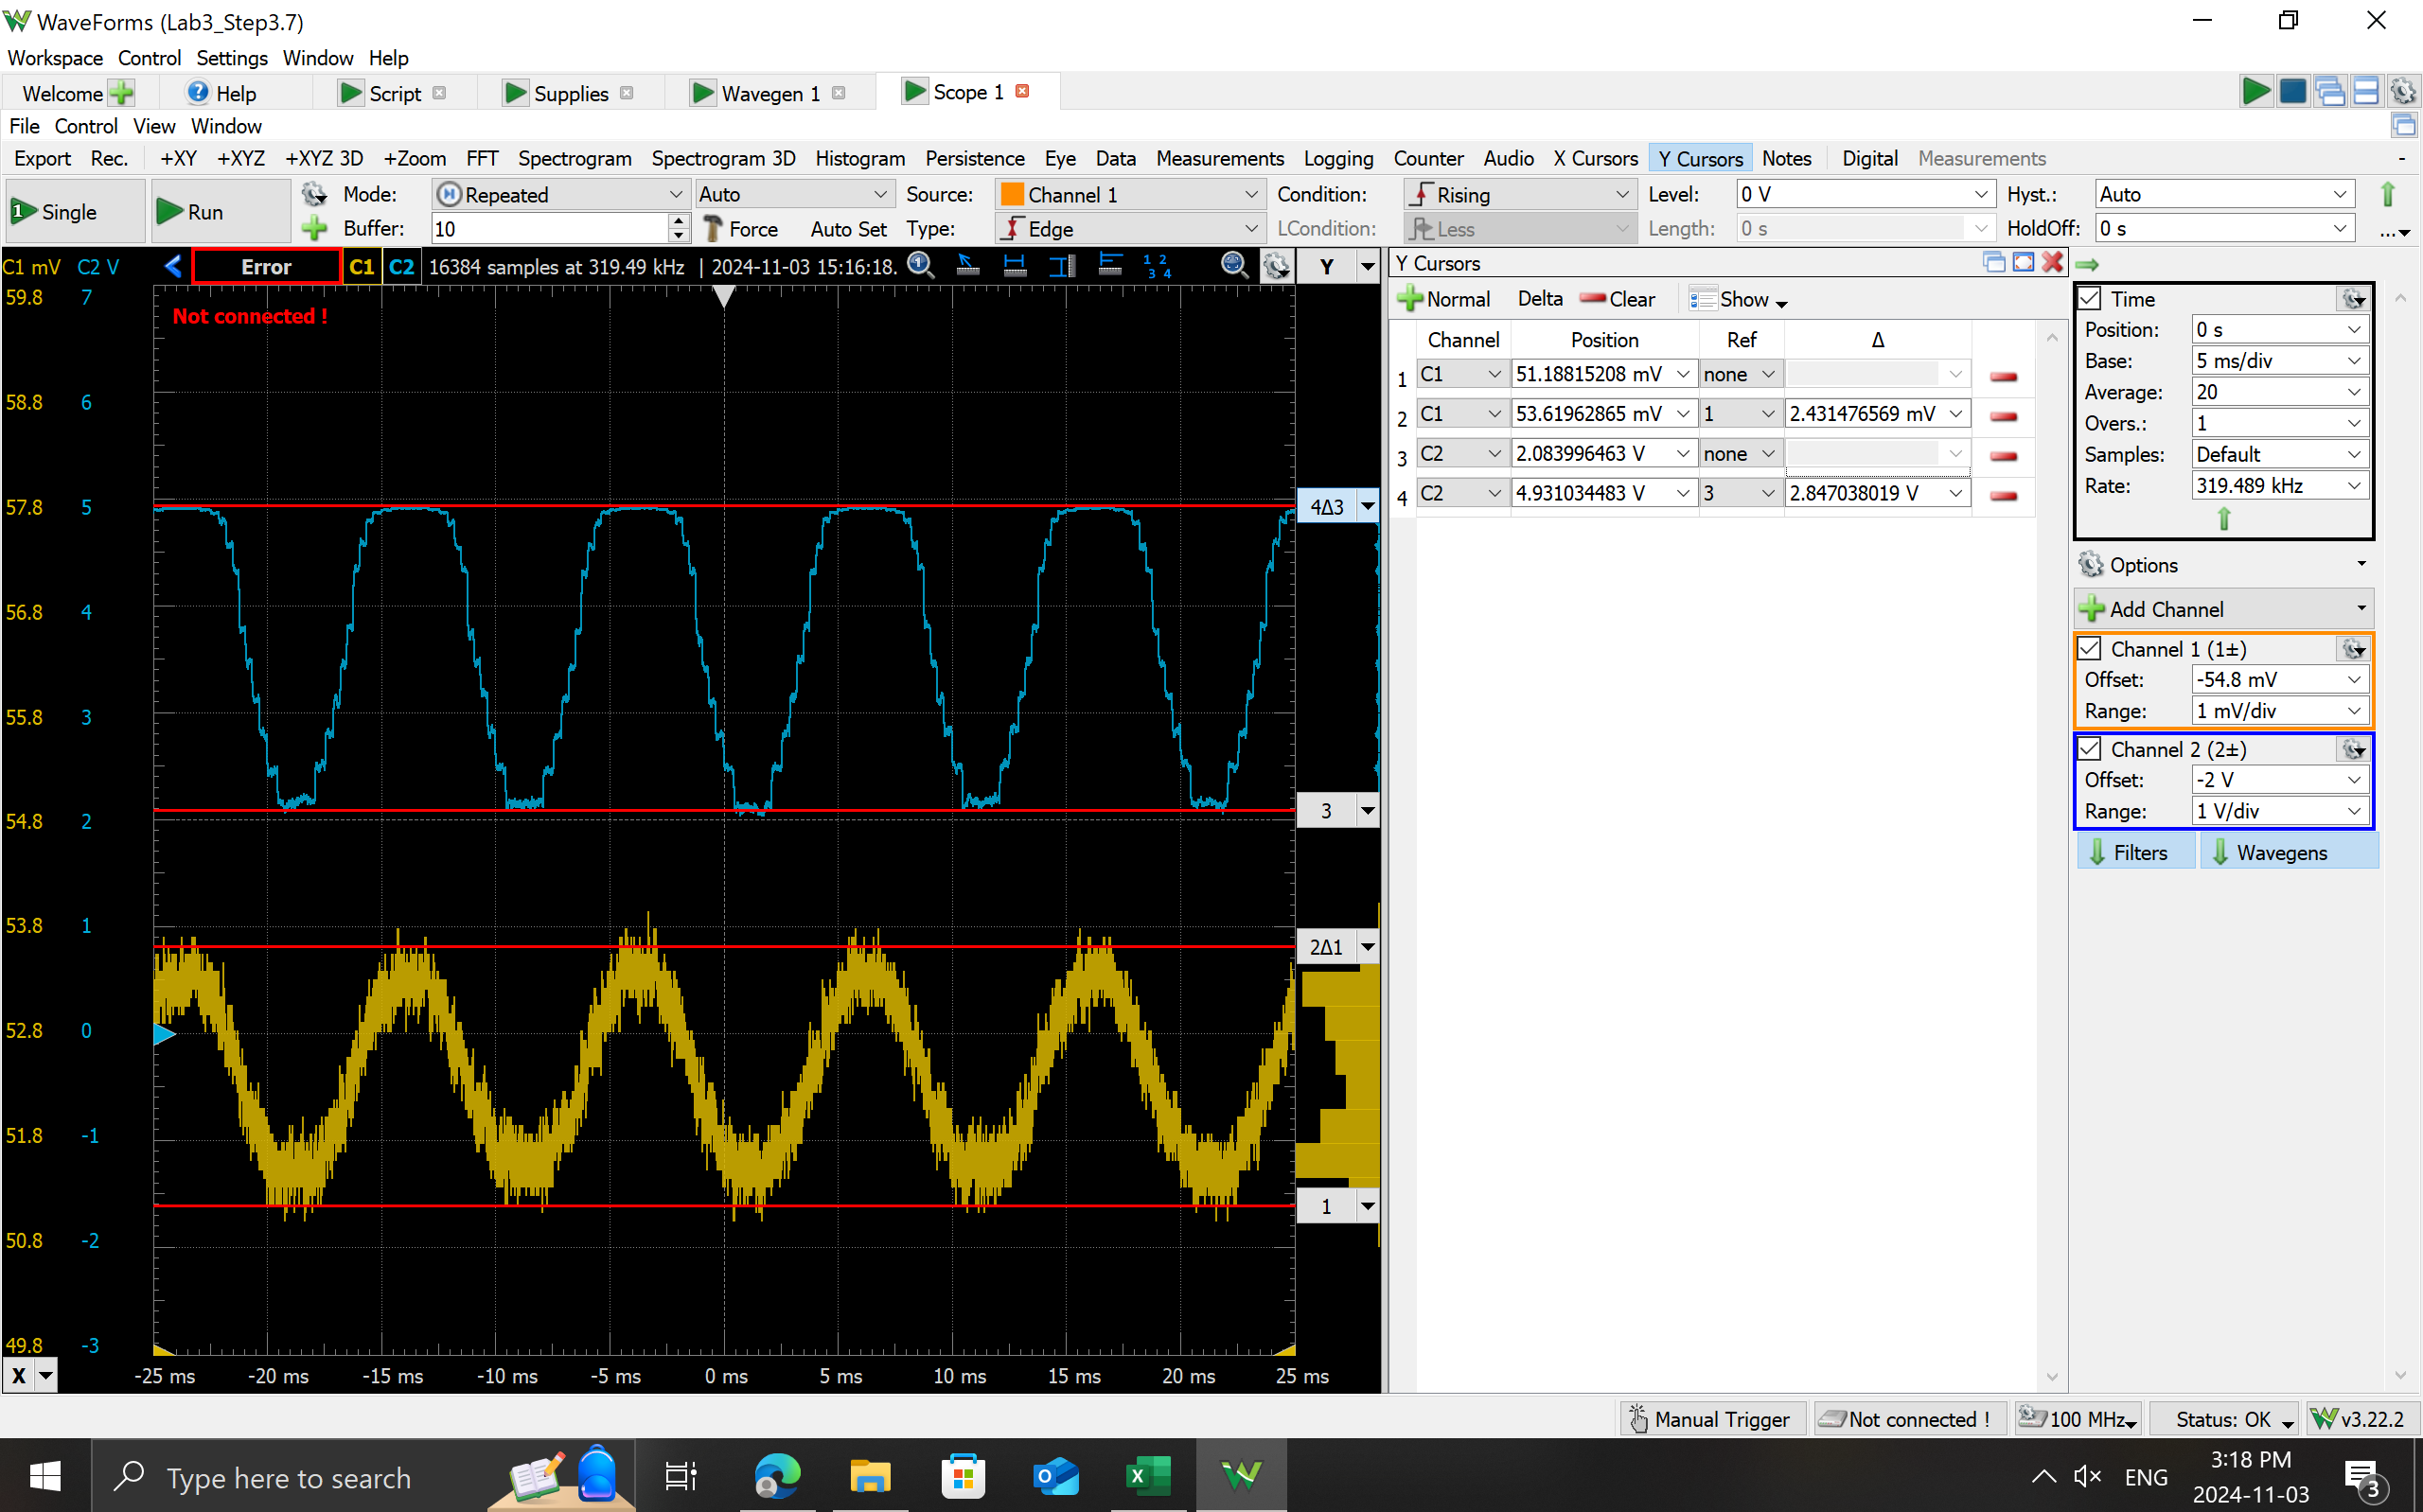 WaveForms (Lab3_Step3.7)
Workspace Control Settings Window Help
Welcome Help Script Supplies Wavegen 1 Scope 1
File Control View Window
Export Rec. +XY +XYZ +XYZ 3D +Zoom FFT Spectrogram Spectrogram 3D Histogram Persistence Eye Data Measurements Logging Counter Audio X Cursors Y Cursors Notes Digital Measurements -
1 Single Run Mode: Repeated Auto Source: Channel 1 Condition: Rising Level: 0 V Hyst.: Auto
Buffer: 10 Force Auto Set Type: Edge LCondition: Less Length: 0 s HoldOff: 0 s ...
C1 mV C2 V Error C1 C2 16384 samples at 319.49 kHz | 2024-11-03 15:16:18. 1 2 3 4 Y
Not connected !
59.8 7
58.8 6
57.8 5
56.8 4
55.8 3
54.8 2
53.8 1
52.8 0
51.8 -1
50.8 -2
49.8 -3
4Δ3
3
2Δ1
1
X -25 ms -20 ms -15 ms -10 ms -5 ms 0 ms 5 ms 10 ms 15 ms 20 ms 25 ms
Y Cursors
Normal Delta Clear Show
Channel Position Ref Δ
1 C1 51.18815208 mV none
2 C1 53.61962865 mV 1 2.431476569 mV
3 C2 2.083996463 V none
4 C2 4.931034483 V 3 2.847038019 V
Time
Position: 0 s
Base: 5 ms/div
Average: 20
Overs.: 1
Samples: Default
Rate: 319.489 kHz
Options
Add Channel
Channel 1 (1±)
Offset: -54.8 mV
Range: 1 mV/div
Channel 2 (2±)
Offset: -2 V
Range: 1 V/div
Filters Wavegens
Manual Trigger Not connected ! 100 MHz Status: OK v3.22.2
Type here to search
ENG
3:18 PM
2024-11-03
3